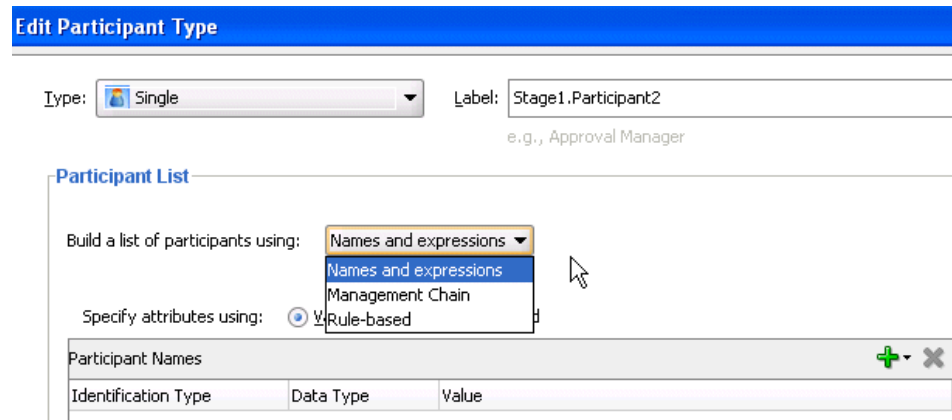 Edit Participant Type
Type: Single Label: Stage1.Participant2
e.g., Approval Manager
Participant List
Build a list of participants using: Names and expressions
Names and expressions
Management Chain
Specify attributes using: Rule-based
Participant Names
Identification Type Data Type Value